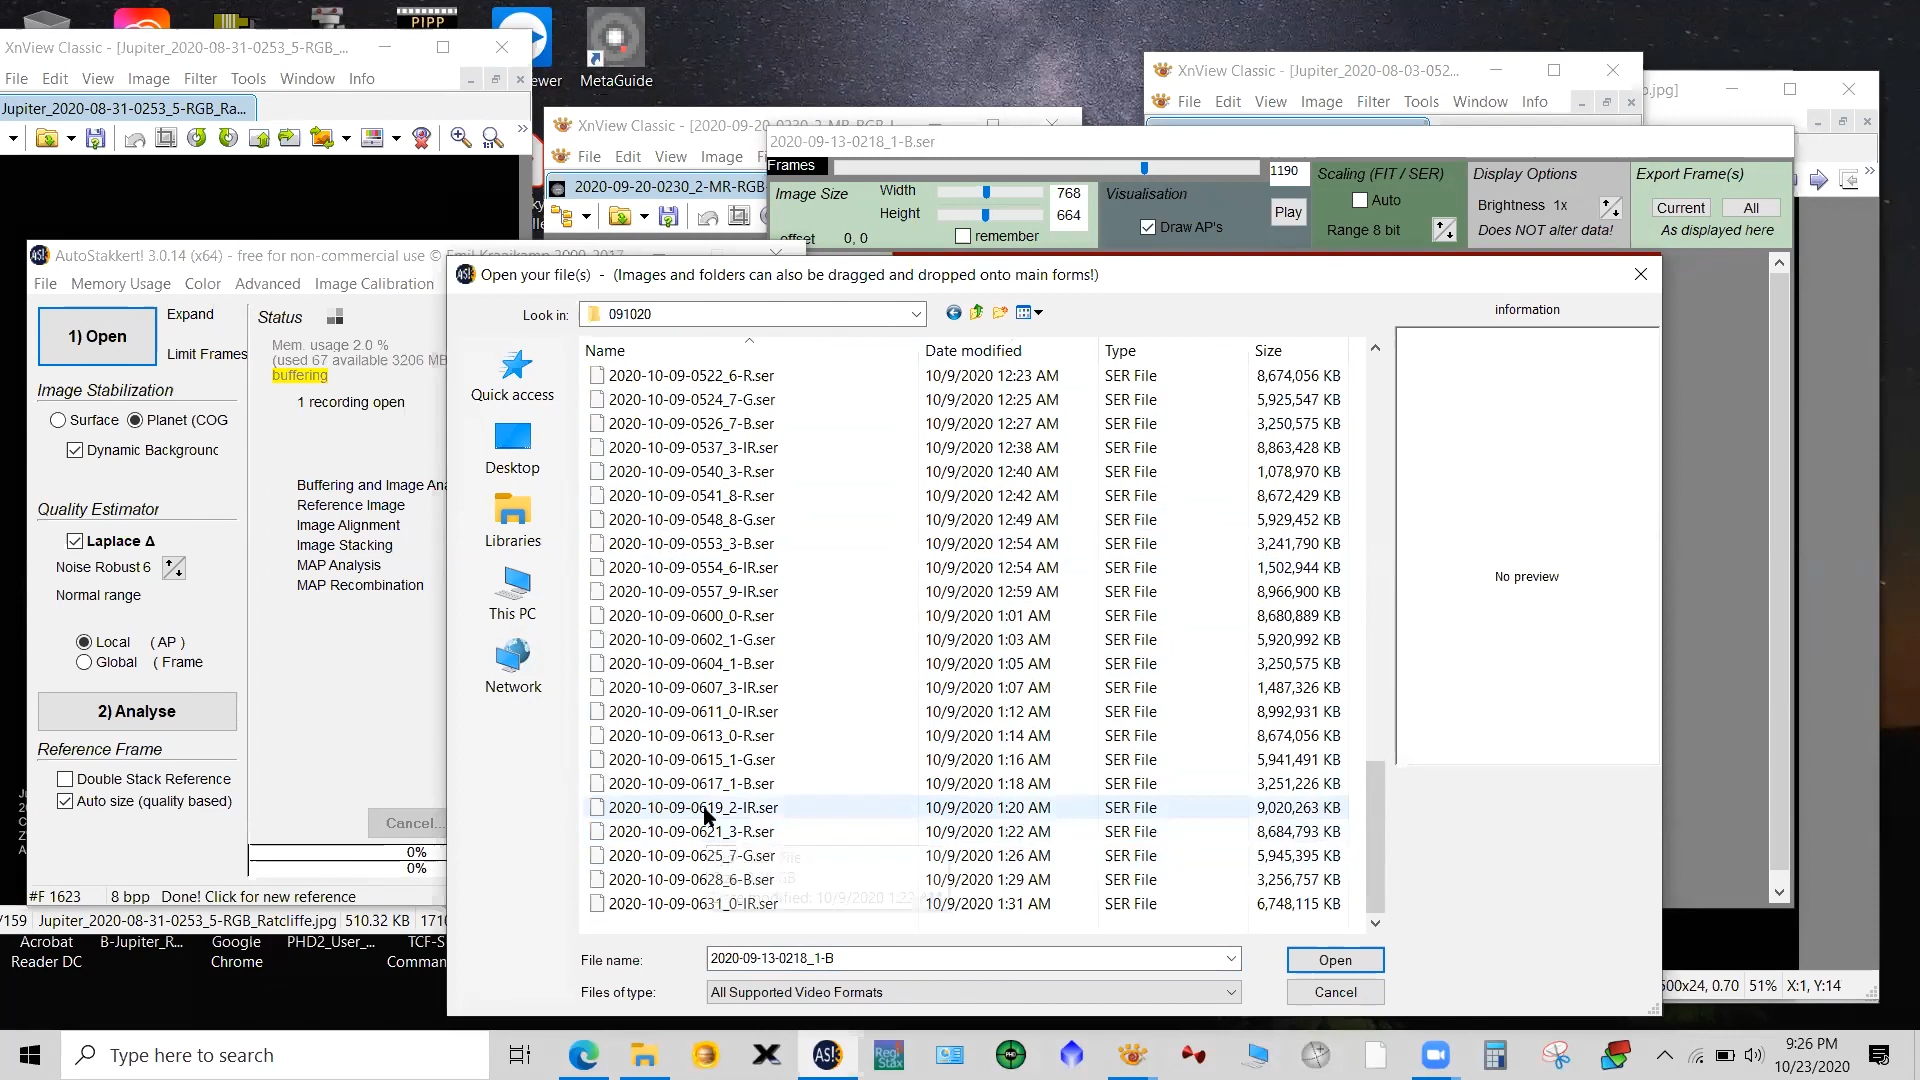 PIPP
ewer
MetaGuide
XnView Classic - [Jupiter_2020-08-31-0253_5-RGB_...
File Edit View Image Filter Tools Window Info
Jupiter_2020-08-31-0253_5-RGB_Ra...
XnView Classic - [2020-09-20-0230_2-MR-RGB_
File Edit View Image
2020-09-20-0230_2-MR-RGB-
XnView Classic - [Jupiter_2020-08-03-052...
File Edit View Image Filter Tools Window Info
o.jpg]
2020-09-13-0218_1-B.ser
Frames
1190
Image Size
Width
768
Height
664
offset 0, 0
remember
Visualisation
Draw AP's
Play
Scaling (FIT / SER)
Auto
Range 8 bit
Display Options
Brightness 1x
Does NOT alter data!
Export Frame(s)
Current All
As displayed here
AutoStakkert! 3.0.14 (x64) - free for non-commercial use © Emil Kraaikamp 2009-2017
File Memory Usage Color Advanced Image Calibration
1) Open
Expand
Limit Frames
Status
Mem. usage 2.0 %
(used 67 available 3206 MB
buffering
1 recording open
Image Stabilization
Surface Planet (COG
Dynamic Background
Buffering and Image Ana
Reference Image
Image Alignment
Image Stacking
MAP Analysis
MAP Recombination
Quality Estimator
Laplace Δ
Noise Robust 6
Normal range
Local ( AP )
Global ( Frame
2) Analyse
Reference Frame
Double Stack Reference
Auto size (quality based)
Cancel...
0%
0%
#F 1623 8 bpp Done! Click for new reference
/159 Jupiter_2020-08-31-0253_5-RGB_Ratcliffe.jpg 510.32 KB 1716
Open your file(s) - (Images and folders can also be dragged and dropped onto main forms!)
Look in: 091020
information
No preview
Quick access
Desktop
Libraries
This PC
Network
Name Date modified Type Size
2020-10-09-0522_6-R.ser 10/9/2020 12:23 AM SER File 8,674,056 KB
2020-10-09-0524_7-G.ser 10/9/2020 12:25 AM SER File 5,925,547 KB
2020-10-09-0526_7-B.ser 10/9/2020 12:27 AM SER File 3,250,575 KB
2020-10-09-0537_3-IR.ser 10/9/2020 12:38 AM SER File 8,863,428 KB
2020-10-09-0540_3-R.ser 10/9/2020 12:40 AM SER File 1,078,970 KB
2020-10-09-0541_8-R.ser 10/9/2020 12:42 AM SER File 8,672,429 KB
2020-10-09-0548_8-G.ser 10/9/2020 12:49 AM SER File 5,929,452 KB
2020-10-09-0553_3-B.ser 10/9/2020 12:54 AM SER File 3,241,790 KB
2020-10-09-0554_6-IR.ser 10/9/2020 12:54 AM SER File 1,502,944 KB
2020-10-09-0557_9-IR.ser 10/9/2020 12:59 AM SER File 8,966,900 KB
2020-10-09-0600_0-R.ser 10/9/2020 1:01 AM SER File 8,680,889 KB
2020-10-09-0602_1-G.ser 10/9/2020 1:03 AM SER File 5,920,992 KB
2020-10-09-0604_1-B.ser 10/9/2020 1:05 AM SER File 3,250,575 KB
2020-10-09-0607_3-IR.ser 10/9/2020 1:07 AM SER File 1,487,326 KB
2020-10-09-0611_0-IR.ser 10/9/2020 1:12 AM SER File 8,992,931 KB
2020-10-09-0613_0-R.ser 10/9/2020 1:14 AM SER File 8,674,056 KB
2020-10-09-0615_1-G.ser 10/9/2020 1:16 AM SER File 5,941,491 KB
2020-10-09-0617_1-B.ser 10/9/2020 1:18 AM SER File 3,251,226 KB
2020-10-09-0619_2-IR.ser 10/9/2020 1:20 AM SER File 9,020,263 KB
2020-10-09-0621_3-R.ser 10/9/2020 1:22 AM SER File 8,684,793 KB
2020-10-09-0625_7-G.ser 10/9/2020 1:26 AM SER File 5,945,395 KB
2020-10-09-0628_6-B.ser 10/9/2020 1:29 AM SER File 3,256,757 KB
2020-10-09-0631_0-IR.ser 10/9/2020 1:31 AM SER File 6,748,115 KB
File name: 2020-09-13-0218_1-B
Open
Files of type: All Supported Video Formats
Cancel
Acrobat Reader DC
B-Jupiter_R...
Google Chrome
PHD2_User_...
TCF-S
Comman
600x24, 0.70 51% X:1, Y:14
Type here to search
AS!3
Regi Stax
PHD
9:26 PM
10/23/2020